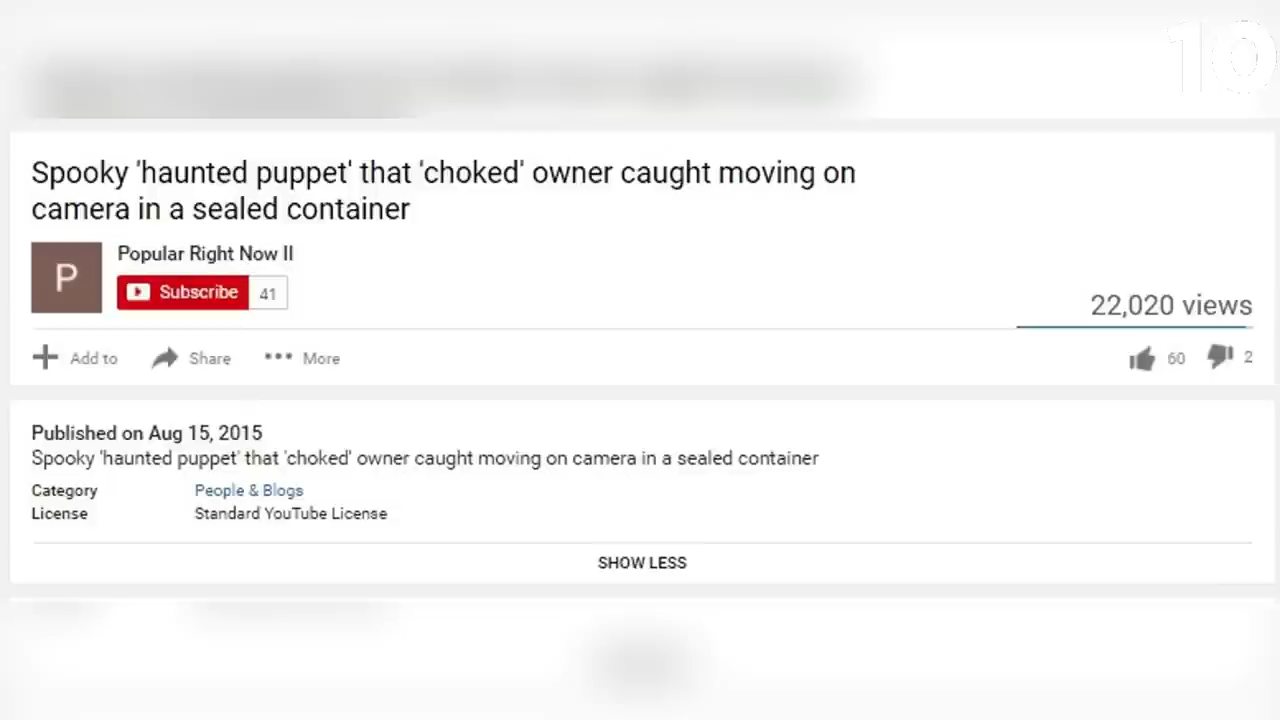 10
Spooky 'haunted puppet' that 'choked' owner caught moving on
camera in a sealed container
P
Popular Right Now II
Subscribe 41
22,020 views
Add to Share More 60 2
Published on Aug 15, 2015
Spooky 'haunted puppet' that 'choked' owner caught moving on camera in a sealed container
Category People & Blogs
License Standard YouTube License
SHOW LESS